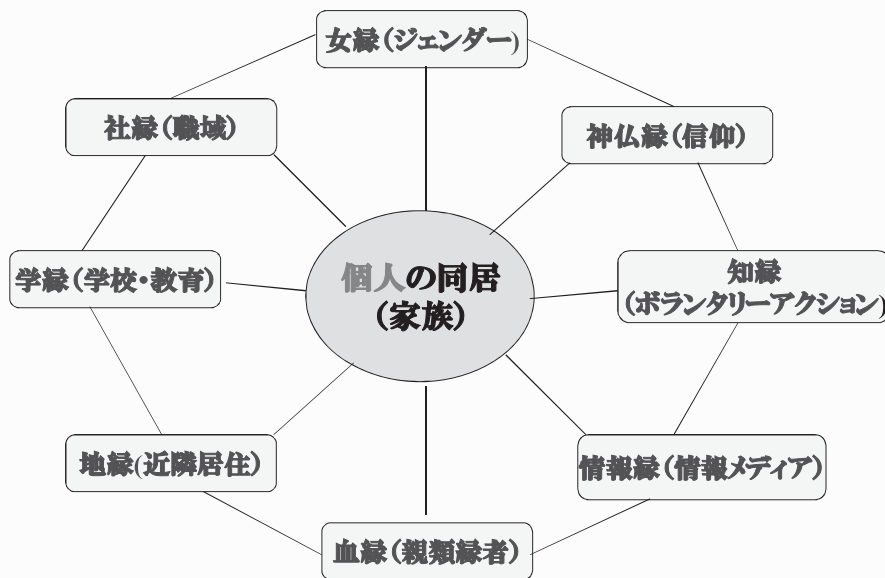 女縁（ジェンダー)
社縁（職域）
神仏縁（信仰）
学縁（学校・教育）
個人の同居
（家族）
知縁
（ボランタリーアクション)
地縁(近隣居住）
情報縁（情報メディア）
血縁（親類縁者）